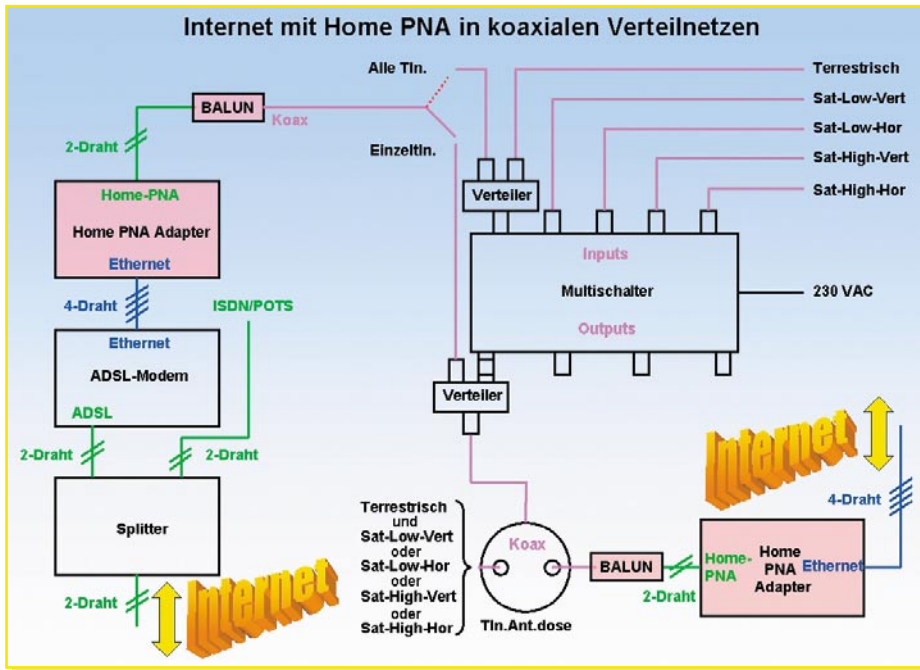 Internet mit Home PNA in koaxialen Verteilnetzen
Alle Tln.
Terrestrisch
Sat-Low-Vert
Sat-Low-Hor
Sat-High-Vert
Sat-High-Hor
BALUN
Koax
2-Draht
Einzeltln.
Verteiler
Home-PNA
Home PNA Adapter
Ethernet
Inputs
Multischalter
Outputs
230 VAC
4-Draht
ISDN/POTS
Ethernet
ADSL-Modem
ADSL
Verteiler
2-Draht
2-Draht
Internet
4-Draht
Splitter
Terrestrisch
und
Sat-Low-Vert
oder
Sat-Low-Hor
oder
Sat-High-Vert
oder
Sat-High-Hor
Koax
Tln.Ant.dose
BALUN
2-Draht
Home-
PNA
Home
PNA
Adapter
Ethernet
2-Draht
Internet